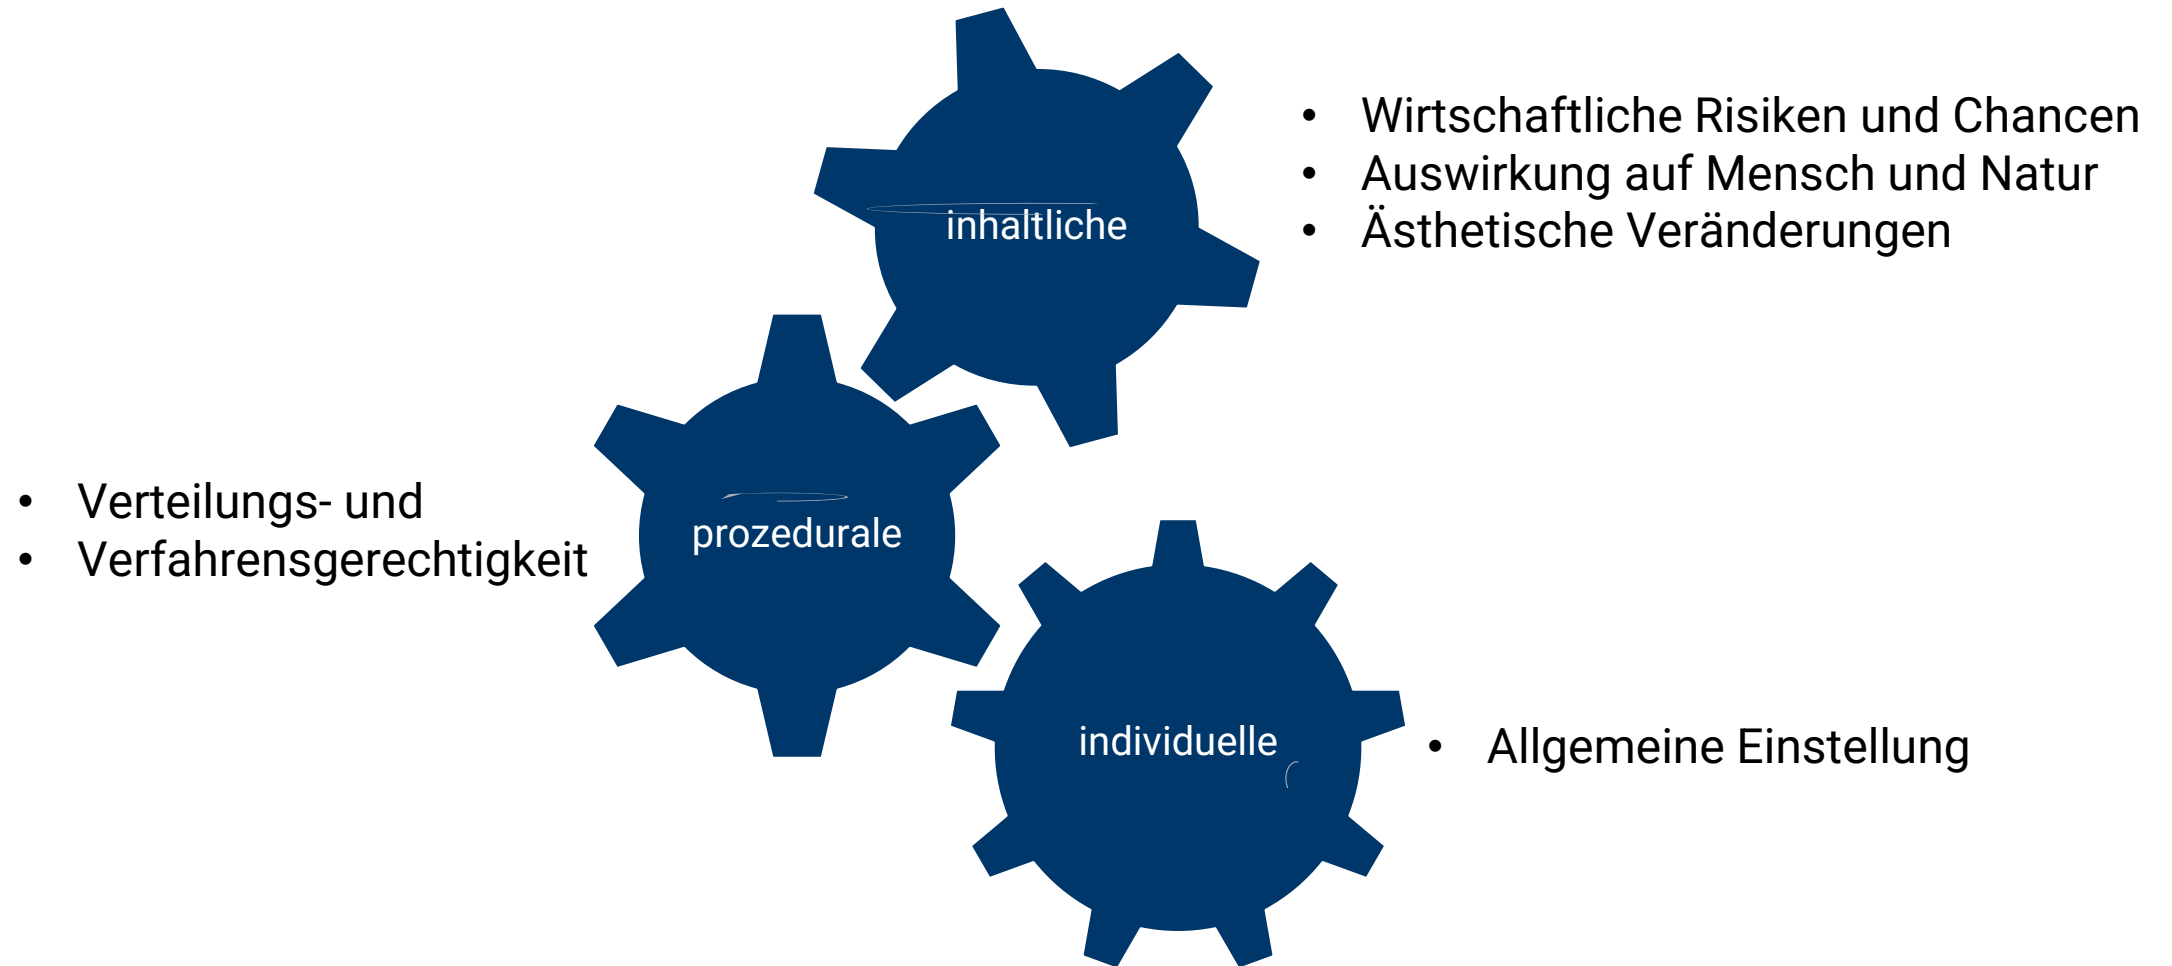 inhaltliche
• Wirtschaftliche Risiken und Chancen
• Auswirkung auf Mensch und Natur
• Ästhetische Veränderungen
• Verteilungs- und
• Verfahrensgerechtigkeit
prozedurale
individuelle
• Allgemeine Einstellung